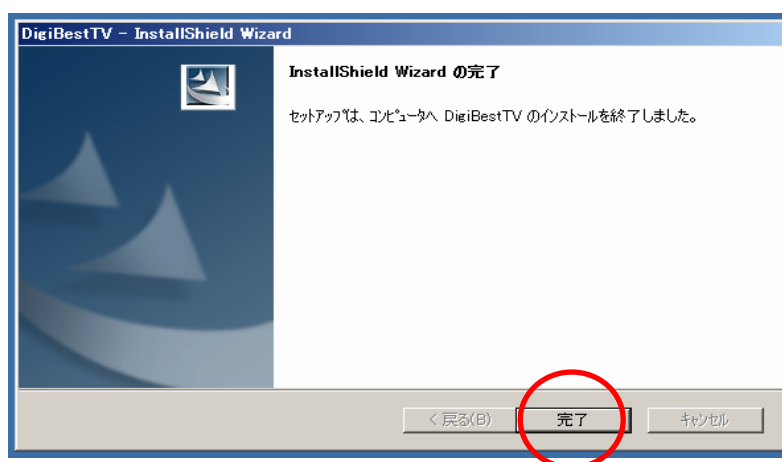 DigiBestTV - InstallShield Wizard
InstallShield Wizard の完了
セットアップは、コンピュータへ DigiBestTV のインストールを終了しました。
< 戻る(B)
完了
キャンセル